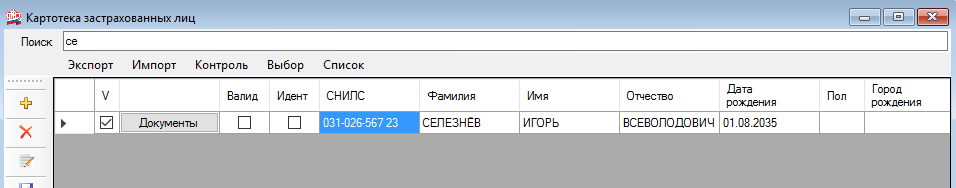 Картотека застрахованных лиц
Поиск се
Экспорт Импорт Контроль Выбор Список
V Валид Идент СНИЛС Фамилия Имя Отчество Дата рождения Пол Город рождения
Документы 031-026-567 23 СЕЛЕЗНЁВ ИГОРЬ ВСЕВОЛОДОВИЧ 01.08.2035